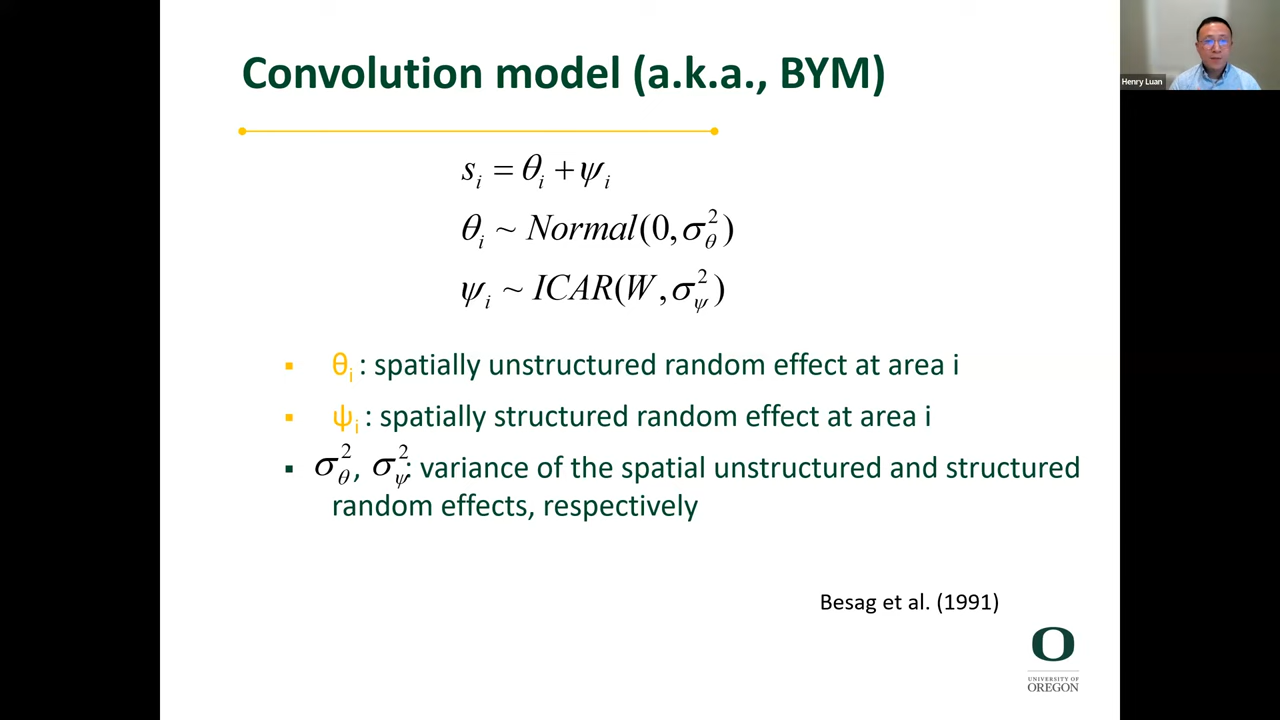 Convolution model (a.k.a., BYM)
Henry Luan
s_i = θ_i + ψ_i
θ_i ~ Normal(0, σ_θ^2)
ψ_i ~ ICAR(W, σ_ψ^2)
▪ θ_i : spatially unstructured random effect at area i
▪ ψ_i : spatially structured random effect at area i
▪ σ_θ^2, σ_ψ^2: variance of the spatial unstructured and structured
random effects, respectively
Besag et al. (1991)
O
UNIVERSITY OF
OREGON